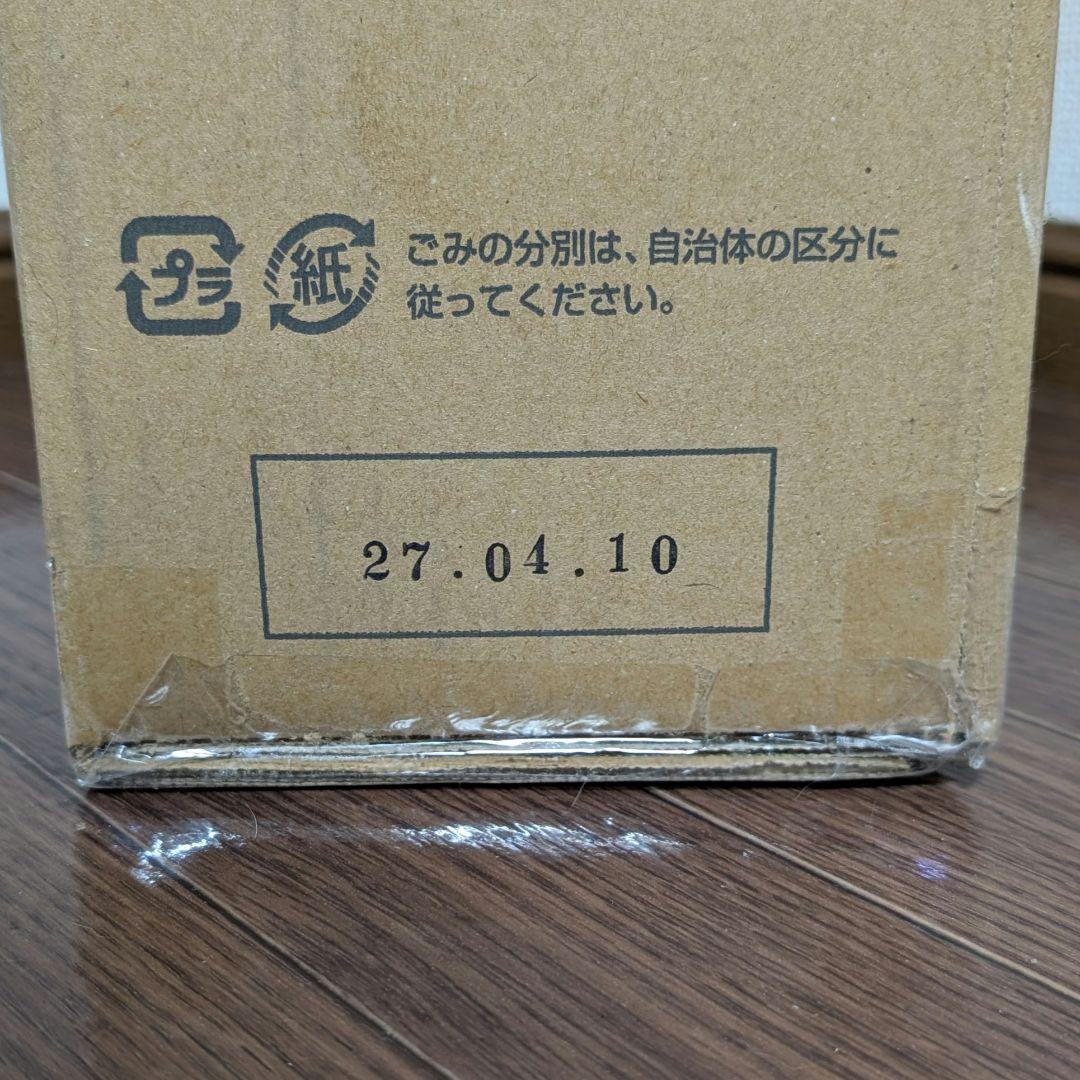 プラ 紙 ごみの分別は、自治体の区分に
従ってください。
27.04.10